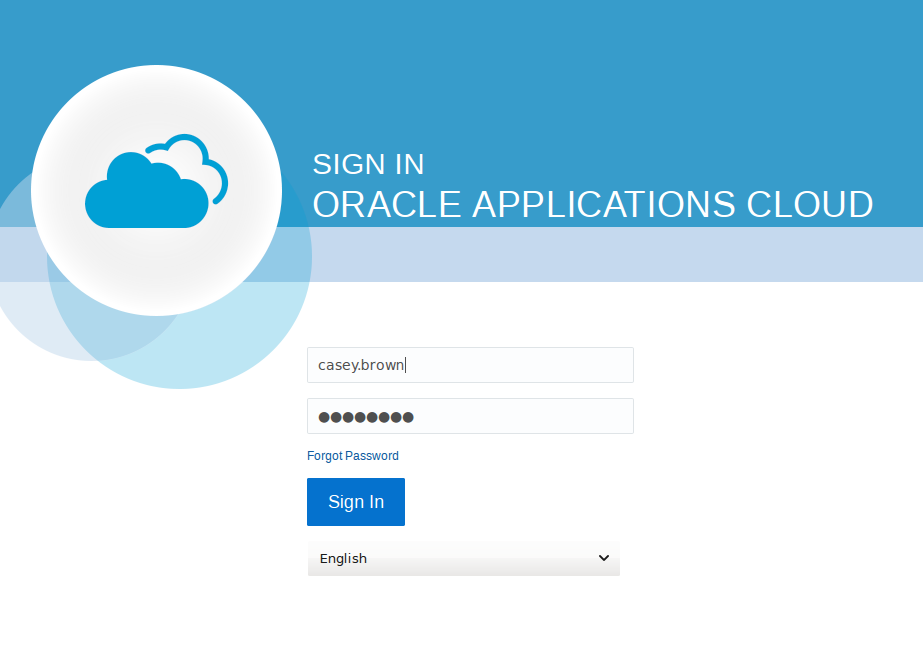 SIGN IN
ORACLE APPLICATIONS CLOUD
casey.brown
●●●●●●●●
Forgot Password
Sign In
English